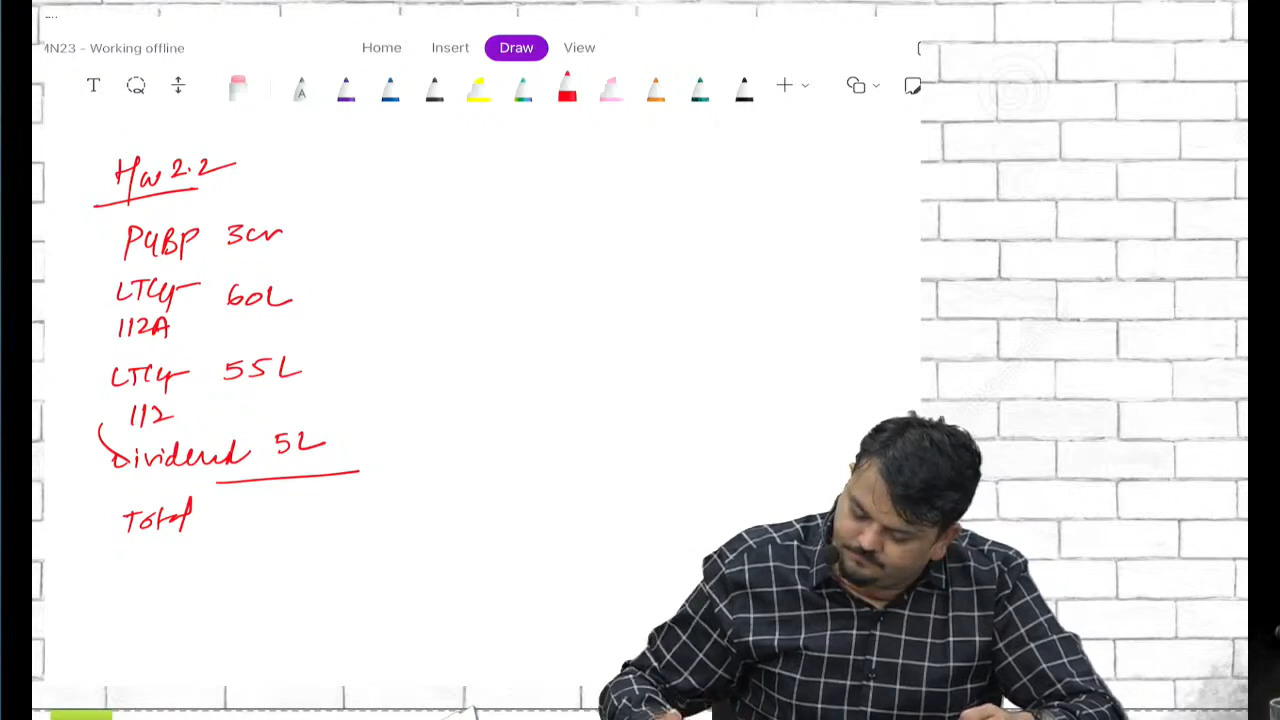 MN23 - Working offline
Home Insert Draw View
T
A
Hw 2.2
PGBP 3cr
LTCG 60L
112A
LTCG 55L
112
Dividend 5L
Total